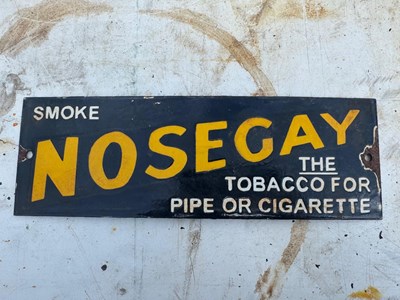 SMOKE
NOSEGAY
THE
TOBACCO FOR
PIPE OR CIGARETTE